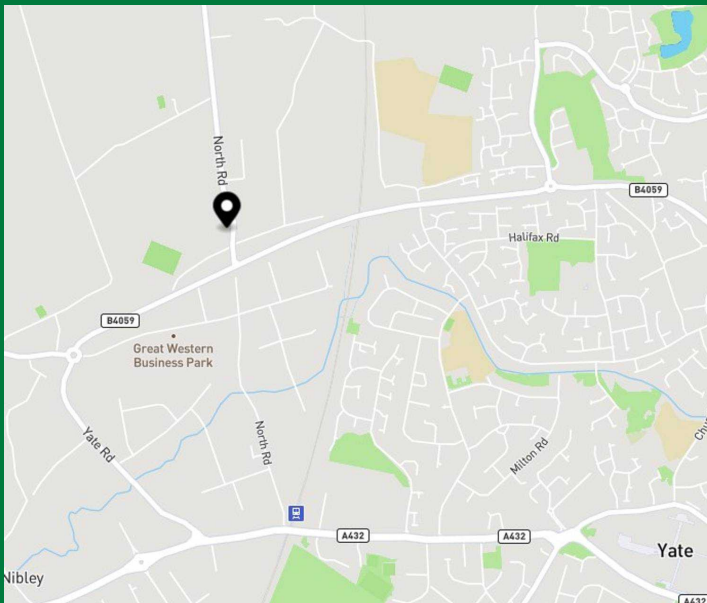 North Rd
B4059
Halifax Rd
B4059
Great Western
Business Park
Yate Rd
North Rd
Milton Rd
A432
A432
Yate
Nibley
A432